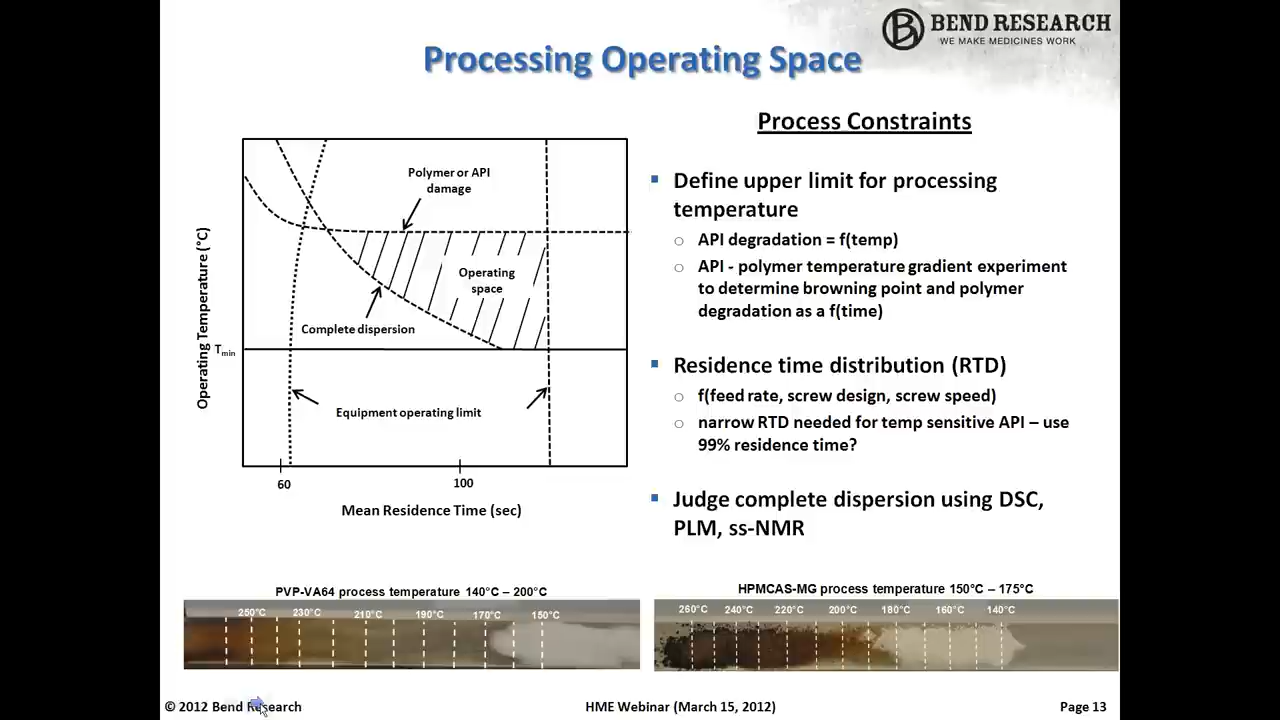 BEND RESEARCH
WE MAKE MEDICINES WORK
Processing Operating Space
Operating Temperature (°C)
Polymer or API
damage
Operating
space
Complete dispersion
Tmin
Equipment operating limit
60
100
Mean Residence Time (sec)
Process Constraints
Define upper limit for processing
temperature
API degradation = f(temp)
API - polymer temperature gradient experiment
to determine browning point and polymer
degradation as a f(time)
Residence time distribution (RTD)
f(feed rate, screw design, screw speed)
narrow RTD needed for temp sensitive API – use
99% residence time?
Judge complete dispersion using DSC,
PLM, ss-NMR
PVP-VA64 process temperature 140°C – 200°C
250°C 230°C 210°C 190°C 170°C 150°C
HPMCAS-MG process temperature 150°C – 175°C
260°C 240°C 220°C 200°C 180°C 160°C 140°C
© 2012 Bend Research
HME Webinar (March 15, 2012)
Page 13